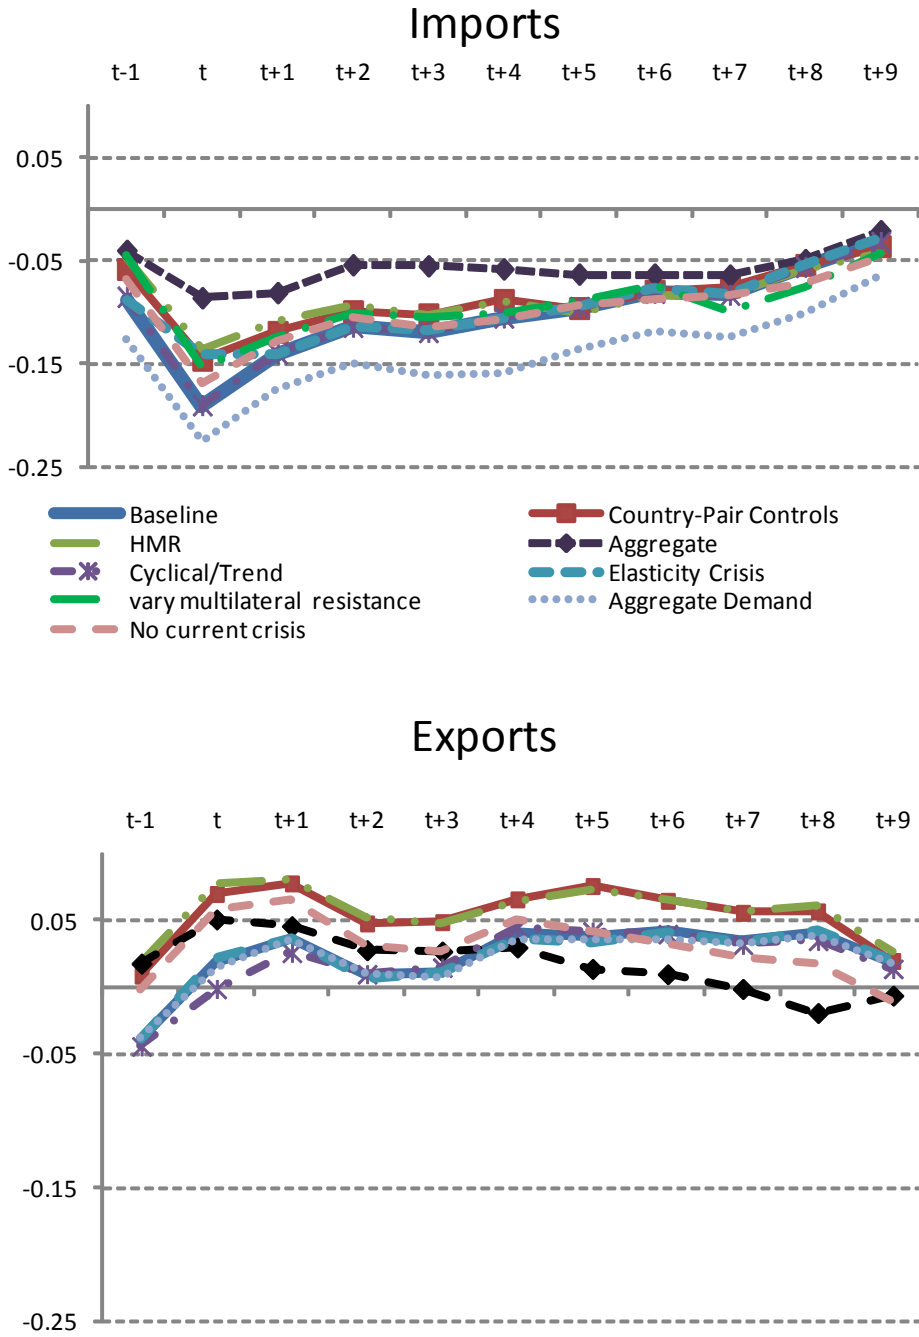 Imports
t-1 t t+1 t+2 t+3 t+4 t+5 t+6 t+7 t+8 t+9
0.05
-0.05
-0.15
-0.25
Baseline Country-Pair Controls
HMR Aggregate
Cyclical/Trend Elasticity Crisis
vary multilateral resistance Aggregate Demand
No current crisis
Exports
t-1 t t+1 t+2 t+3 t+4 t+5 t+6 t+7 t+8 t+9
0.05
-0.05
-0.15
-0.25